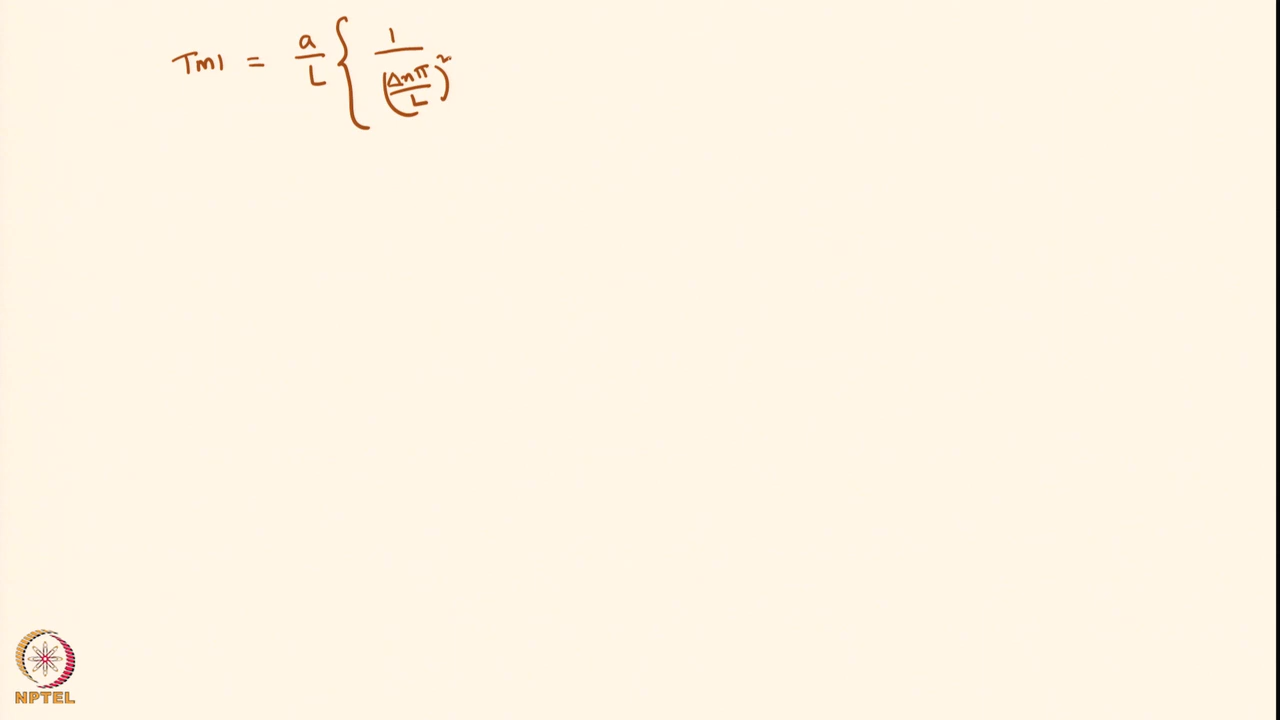 TM1 = a/L { 1/(Δnπ/L)²
NPTEL